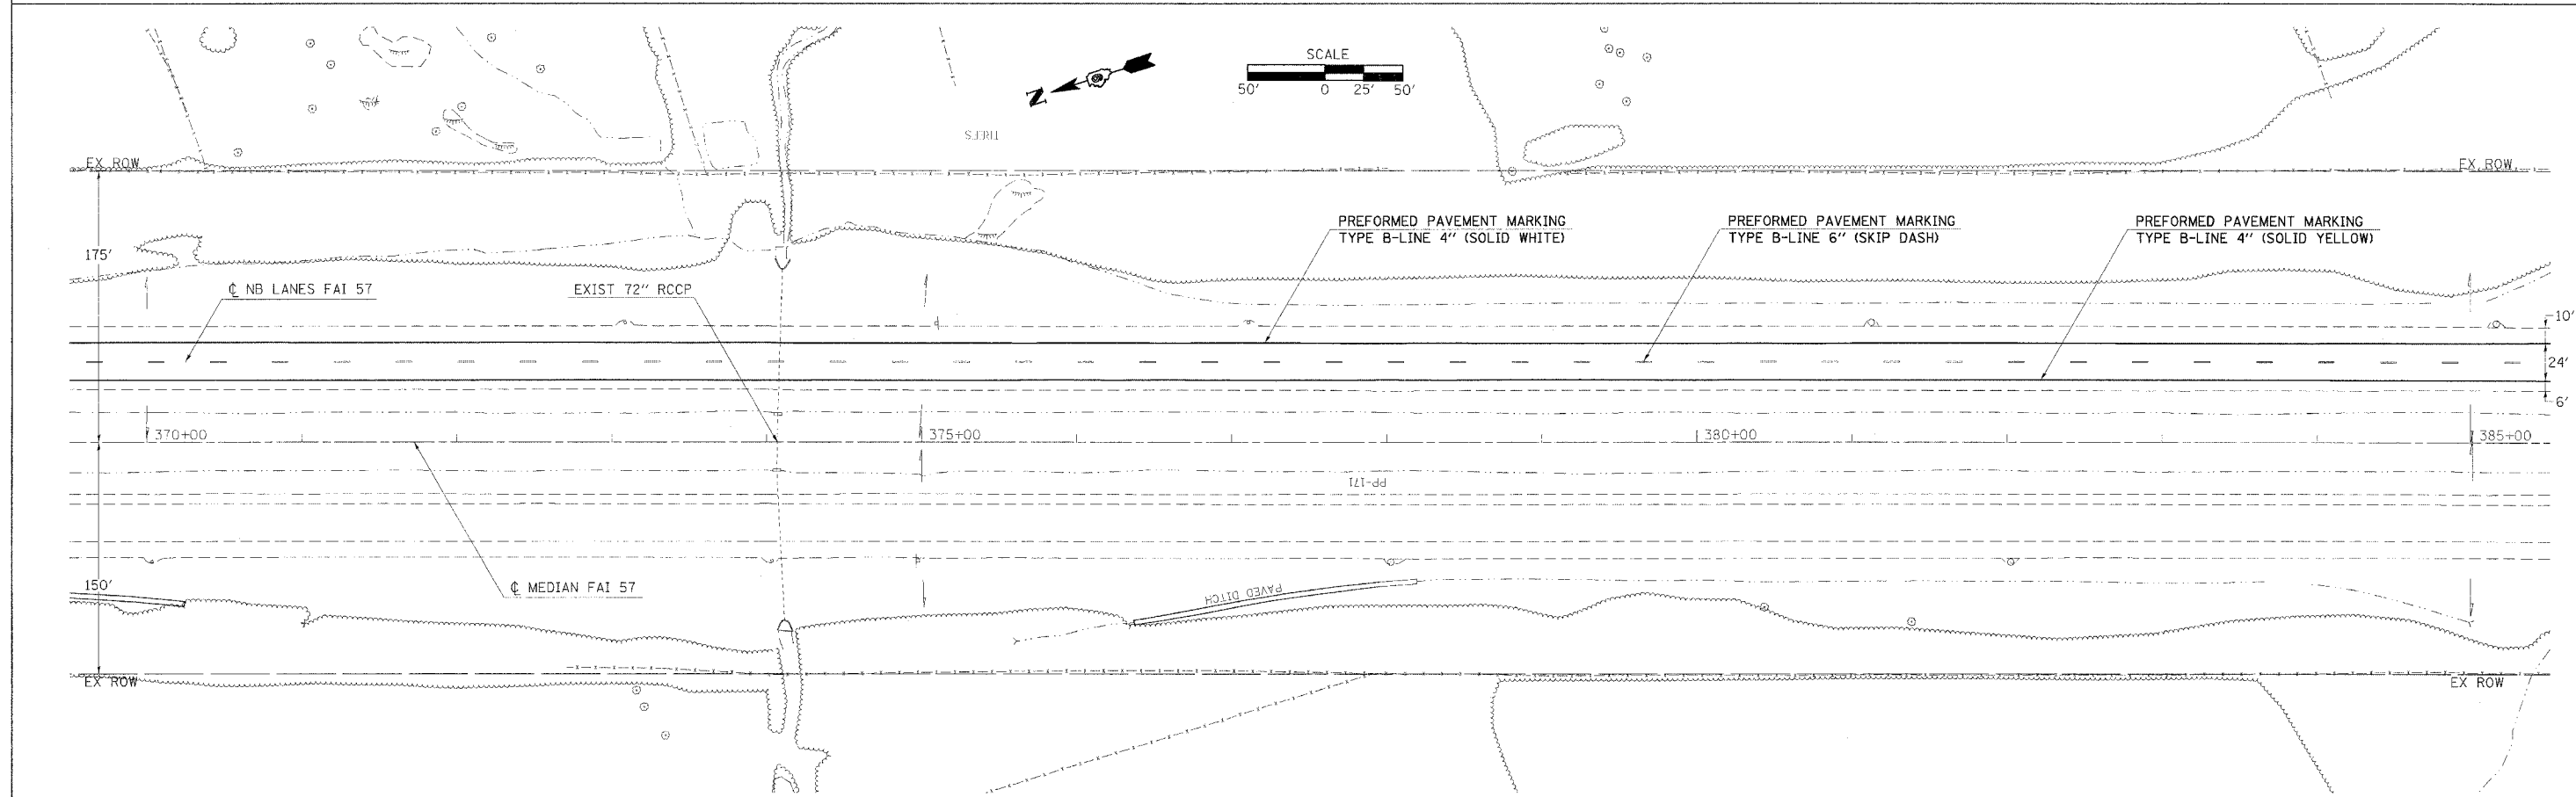 SCALE
50' 0 25' 50'
N
TREES
EX ROW
EX ROW
PREFORMED PAVEMENT MARKING
TYPE B-LINE 4" (SOLID WHITE)
PREFORMED PAVEMENT MARKING
TYPE B-LINE 6" (SKIP DASH)
PREFORMED PAVEMENT MARKING
TYPE B-LINE 4" (SOLID YELLOW)
175'
℄ NB LANES FAI 57
EXIST 72" RCCP
10'
24'
6'
370+00
375+00
380+00
385+00
PP-171
150'
℄ MEDIAN FAI 57
PAVED DITCH
EX ROW
EX ROW